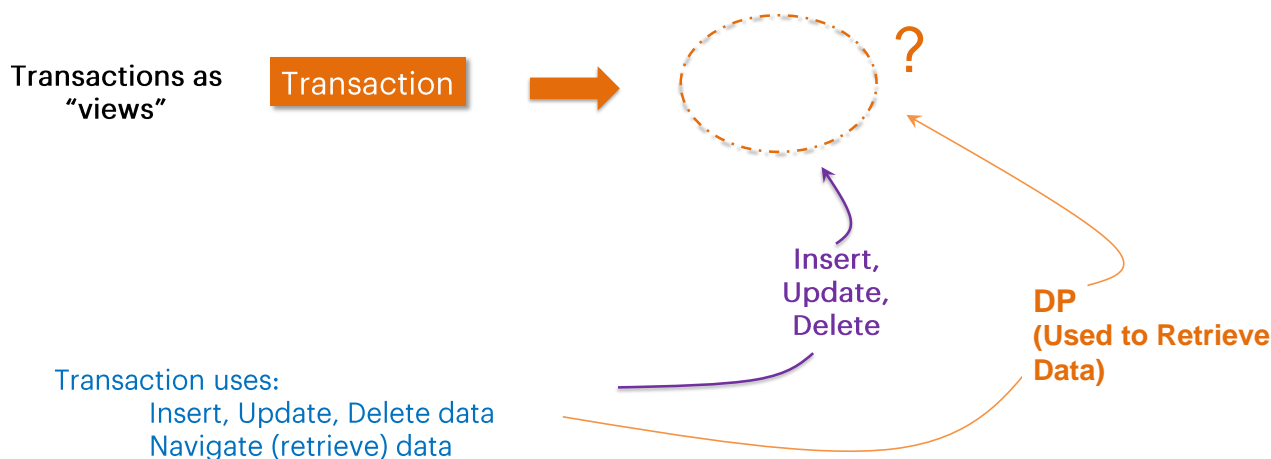 Transactions as
“views”
Transaction
?
Insert,
Update,
Delete
DP
(Used to Retrieve
Data)
Transaction uses:
Insert, Update, Delete data
Navigate (retrieve) data